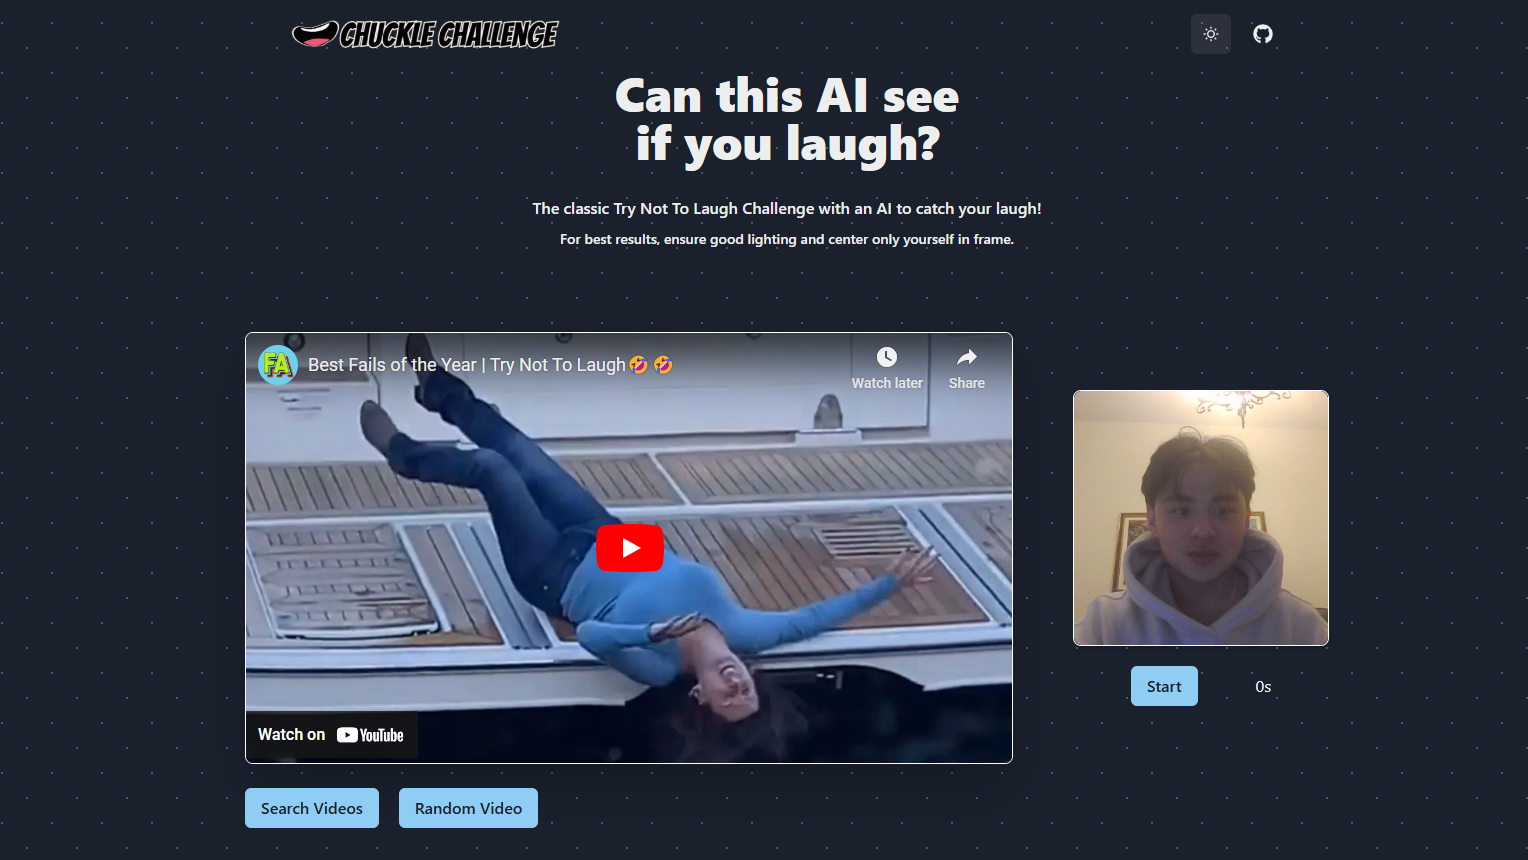 CHUCKLE CHALLENGE
Can this AI see
if you laugh?
The classic Try Not To Laugh Challenge with an AI to catch your laugh!
For best results, ensure good lighting and center only yourself in frame.
FA
Best Fails of the Year | Try Not To Laugh🤣🤣
Watch later
Share
Watch on YouTube
Start
0s
Search Videos
Random Video